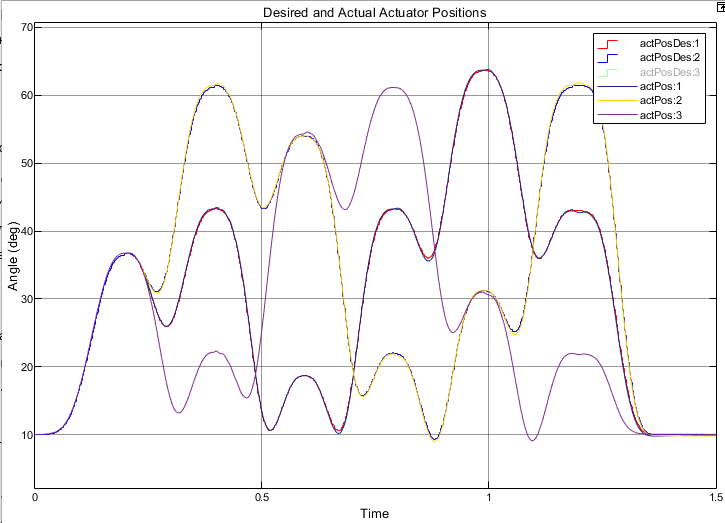 Desired and Actual Actuator Positions
70
60
50
40
30
20
10
Angle (deg)
0
0.5
1
1.5
Time
actPosDes:1
actPosDes:2
actPosDes:3
actPos:1
actPos:2
actPos:3